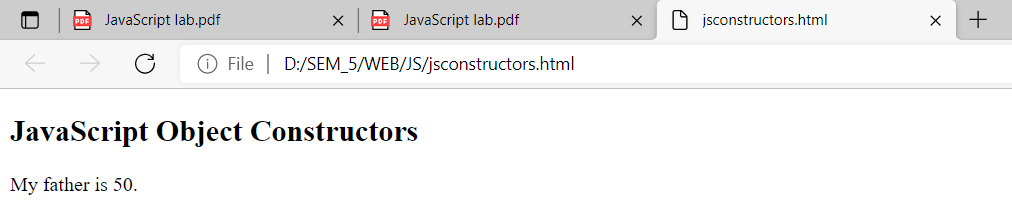 JavaScript lab.pdf
JavaScript lab.pdf
jsconstructors.html
File | D:/SEM_5/WEB/JS/jsconstructors.html
JavaScript Object Constructors
My father is 50.